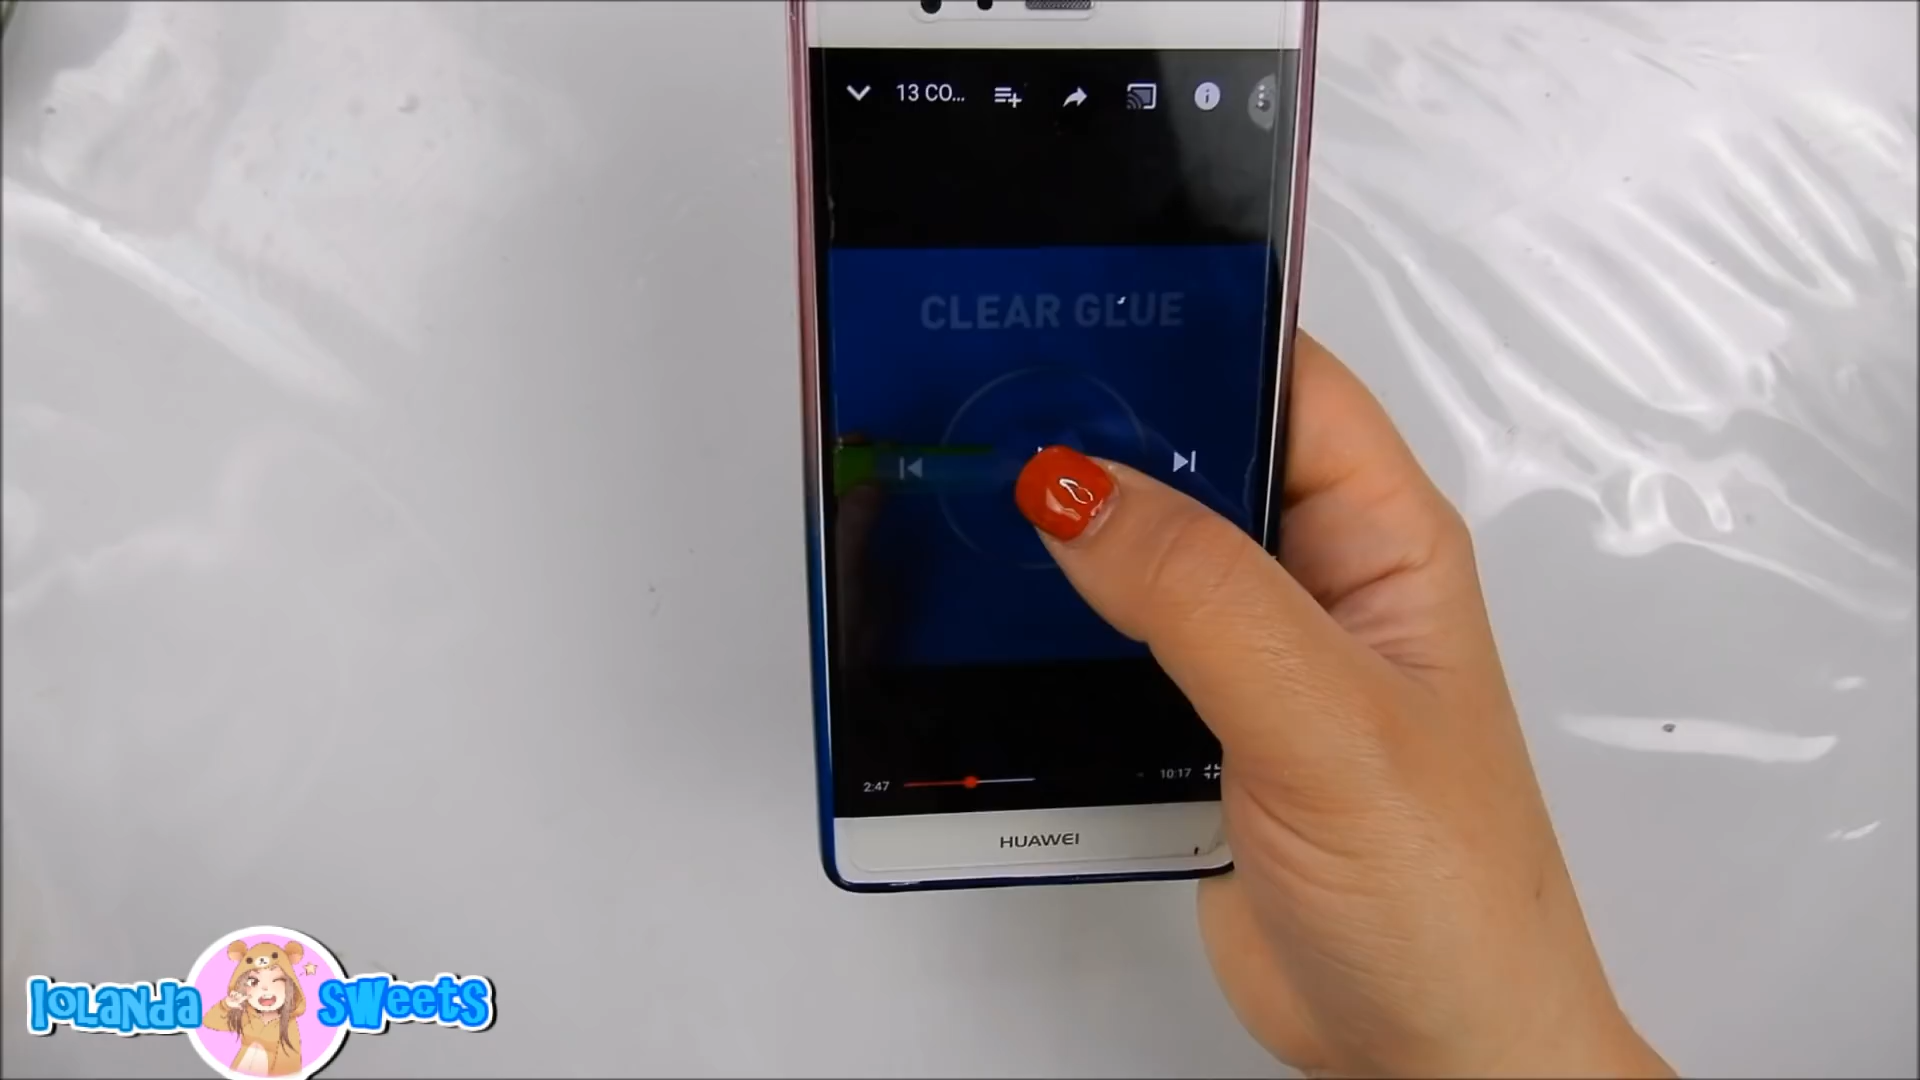 13 CO...
CLEAR GLUE
2:47
10:17
HUAWEI
IOLANDA SWEETS